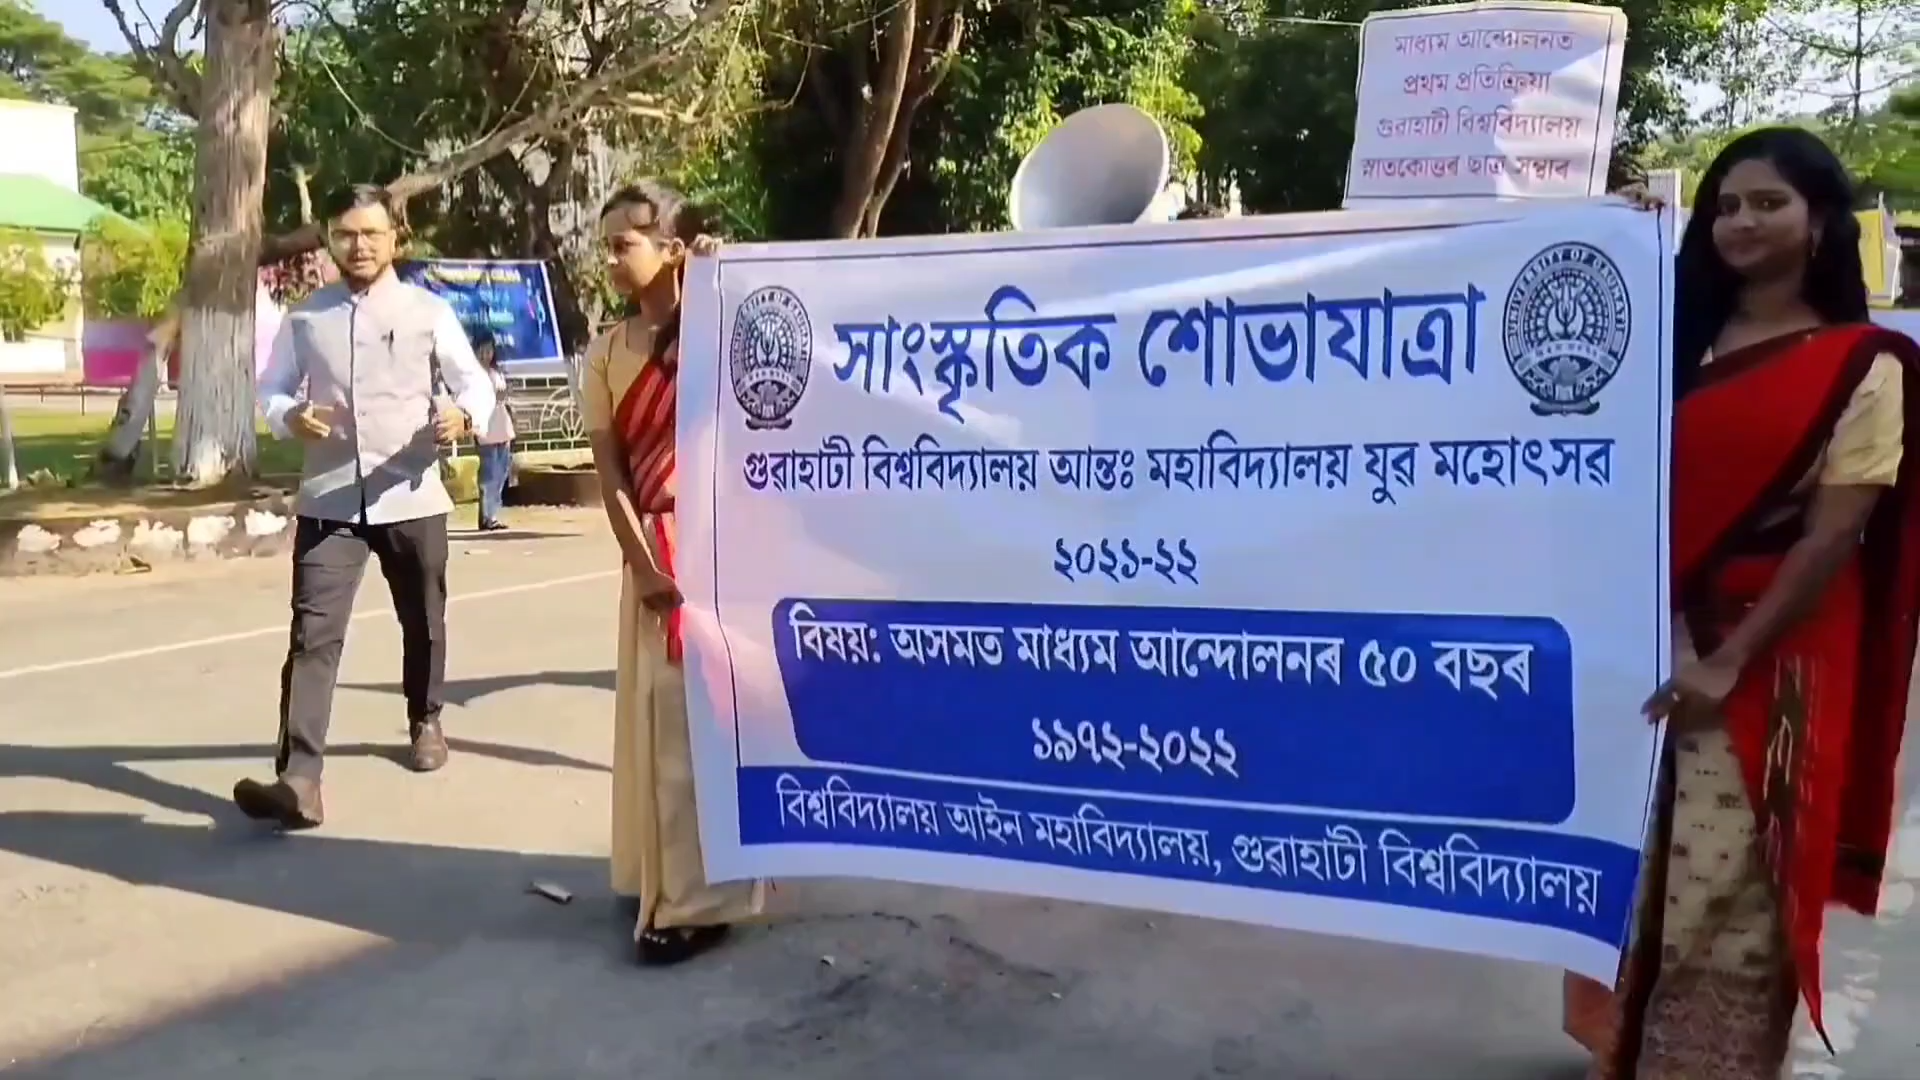 মাধ্যম আন্দোলনত
প্ৰথম প্ৰতিক্ৰিয়া
গুৱাহাটী বিশ্ববিদ্যালয়
স্নাতকোত্তৰ ছাত্ৰ সন্থাৰ
সাংস্কৃতিক শোভাযাত্ৰা
গুৱাহাটী বিশ্ববিদ্যালয় আন্তঃ মহাবিদ্যালয় যুৱ মহোৎসৱ
২০২১-২২
বিষয়: অসমত মাধ্যম আন্দোলনৰ ৫০ বছৰ
১৯৭২-২০২২
বিশ্ববিদ্যালয় আইন মহাবিদ্যালয়, গুৱাহাটী বিশ্ববিদ্যালয়